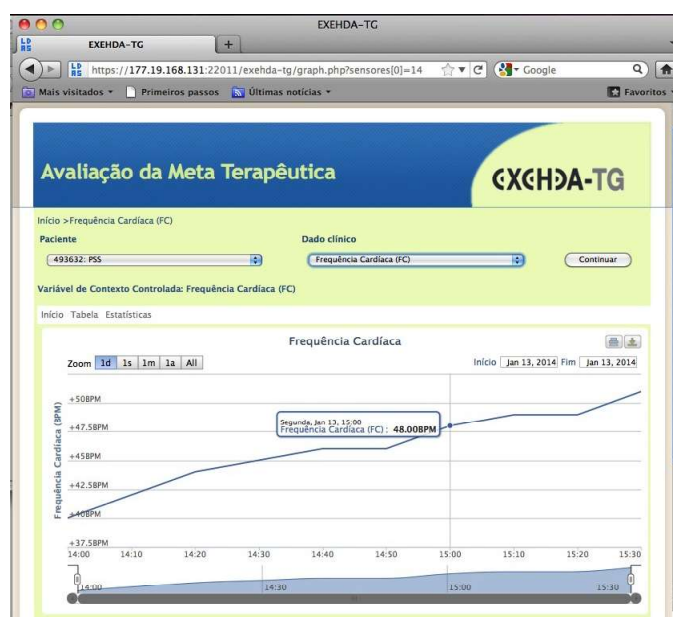 EXEHDA-TG
LD
RS
EXEHDA-TG
+
LD
RS
https://177.19.168.131:22011/exehda-tg/graph.php?sensores[0]=14
Google
Mais visitados
Primeiros passos
Últimas notícias
Favoritos
Avaliação da Meta Terapêutica
EXEHDA-TG
Início >Frequência Cardíaca (FC)
Paciente
Dado clínico
493632: PSS
Frequência Cardíaca (FC)
Continuar
Variável de Contexto Controlada: Frequência Cardíaca (FC)
Início Tabela Estatísticas
Frequência Cardíaca
Zoom 1d 1s 1m 1a All
Início Jan 13, 2014 Fim Jan 13, 2014
Frequência Cardíaca (BPM)
+50BPM
+47.5BPM
+45BPM
+42.5BPM
+40BPM
+37.5BPM
Segunda, Jan 13, 15:00
Frequência Cardíaca (FC) : 48.00BPM
14:00 14:10 14:20 14:30 14:40 14:50 15:00 15:10 15:20 15:30
14:00 14:30 15:00 15:30